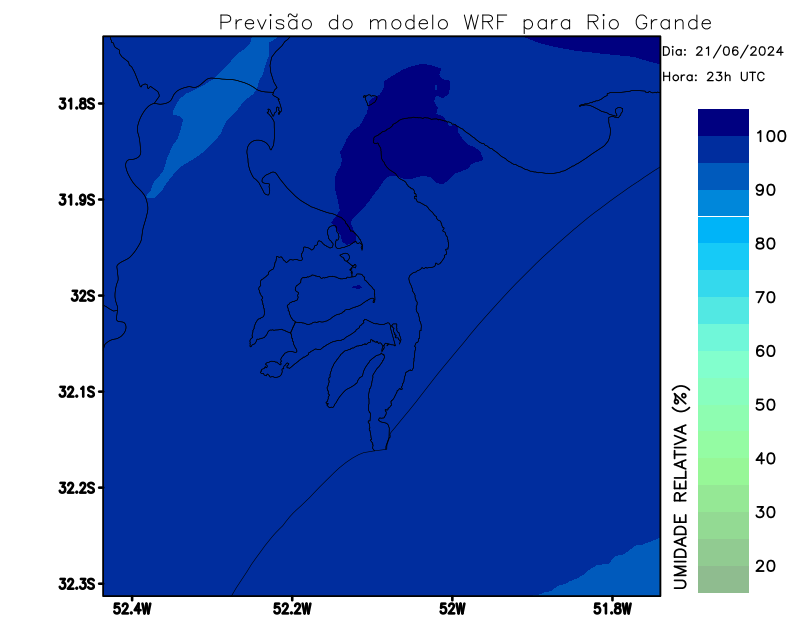 Previsão do modelo WRF para Rio Grande
Dia: 21/06/2024
Hora: 23h UTC
31.8S
31.9S
32S
32.1S
32.2S
32.3S
52.4W
52.2W
52W
51.8W
UMIDADE RELATIVA (%)
100
90
80
70
60
50
40
30
20